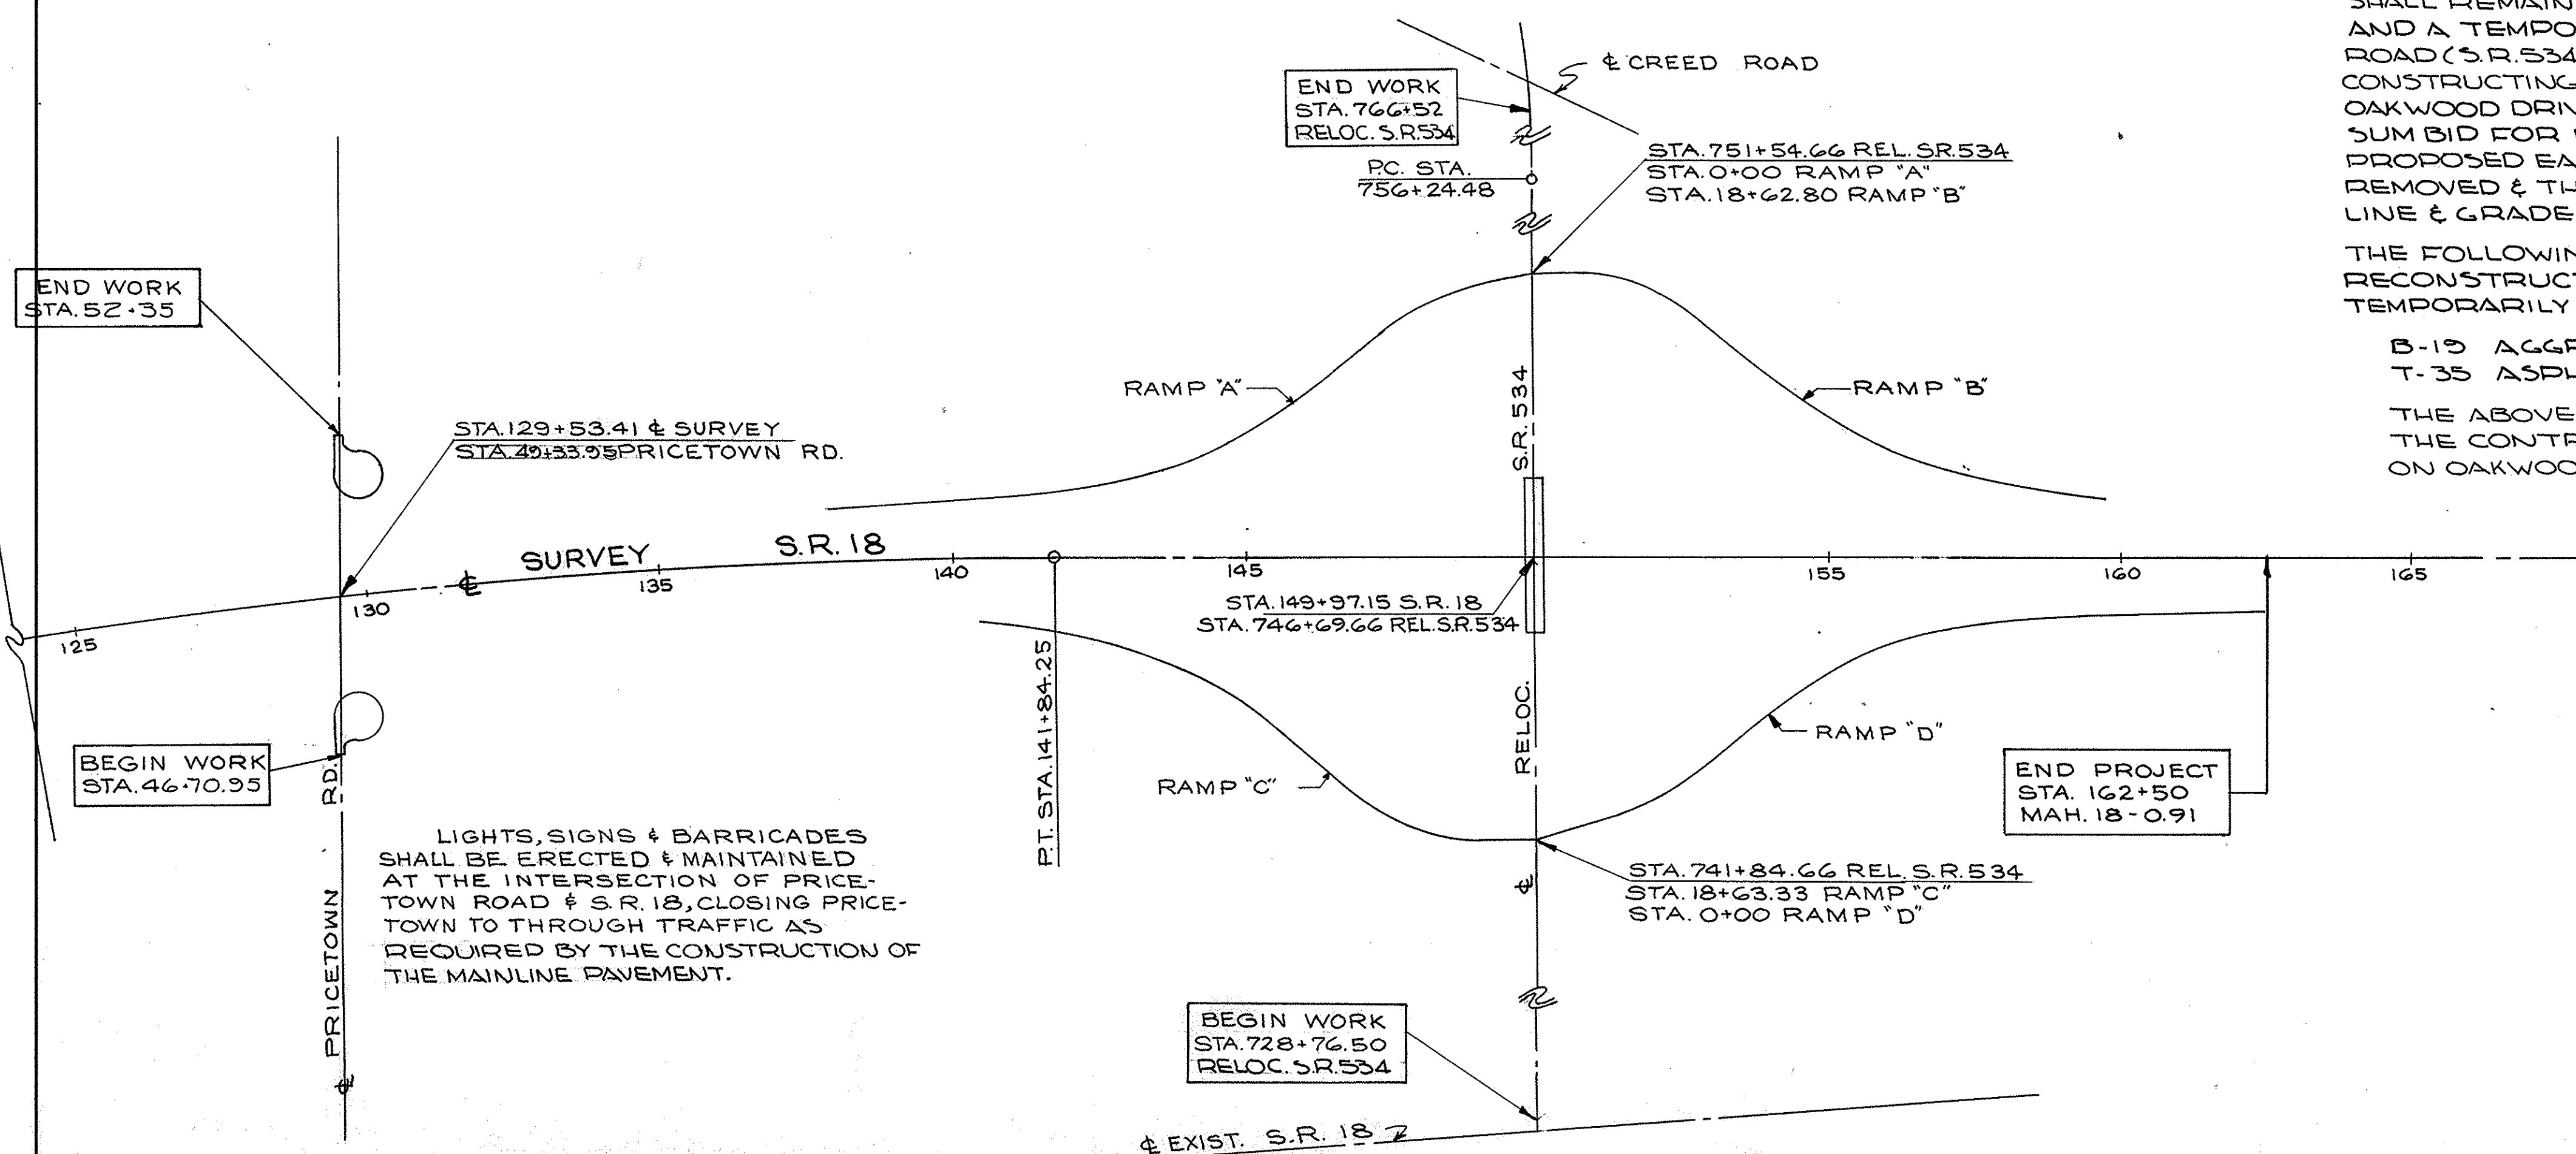 SHALL REMAIN
AND A TEMPO
ROAD (S.R.534
CONSTRUCTING
OAKWOOD DRIV
SUM BID FOR
PROPOSED EA
REMOVED & TH
LINE & GRADE
THE FOLLOWIN
RECONSTRUCT
TEMPORARILY
B-19 AGGR
T-35 ASPH
THE ABOVE
THE CONTR
ON OAKWOO
℄ CREED ROAD
END WORK
STA. 766+52
RELOC. S.R.534
P.C. STA.
756+24.48
STA. 751+54.66 REL. S.R.534
STA. 0+00 RAMP "A"
STA. 18+62.80 RAMP "B"
END WORK
STA. 52+35
RAMP "A"
S.R. 534
RAMP "B"
STA. 129+53.41 ℄ SURVEY
STA. 49+33.95 PRICETOWN RD.
℄ SURVEY S.R. 18
125
130
135
140
145
155
160
165
STA. 149+97.15 S.R. 18
STA. 746+69.66 REL. S.R.534
P.T. STA. 141+84.25
RELOC.
℄
BEGIN WORK
STA. 46+70.95
℄ PRICETOWN RD.
RAMP "C"
RAMP "D"
END PROJECT
STA. 162+50
MAH. 18-0.91
LIGHTS, SIGNS & BARRICADES
SHALL BE ERECTED & MAINTAINED
AT THE INTERSECTION OF PRICE-
TOWN ROAD & S.R. 18, CLOSING PRICE-
TOWN TO THROUGH TRAFFIC AS
REQUIRED BY THE CONSTRUCTION OF
THE MAINLINE PAVEMENT.
STA. 741+84.66 REL. S.R.534
STA. 18+63.33 RAMP "C"
STA. 0+00 RAMP "D"
BEGIN WORK
STA. 728+76.50
RELOC. S.R.534
℄ EXIST. S.R. 18